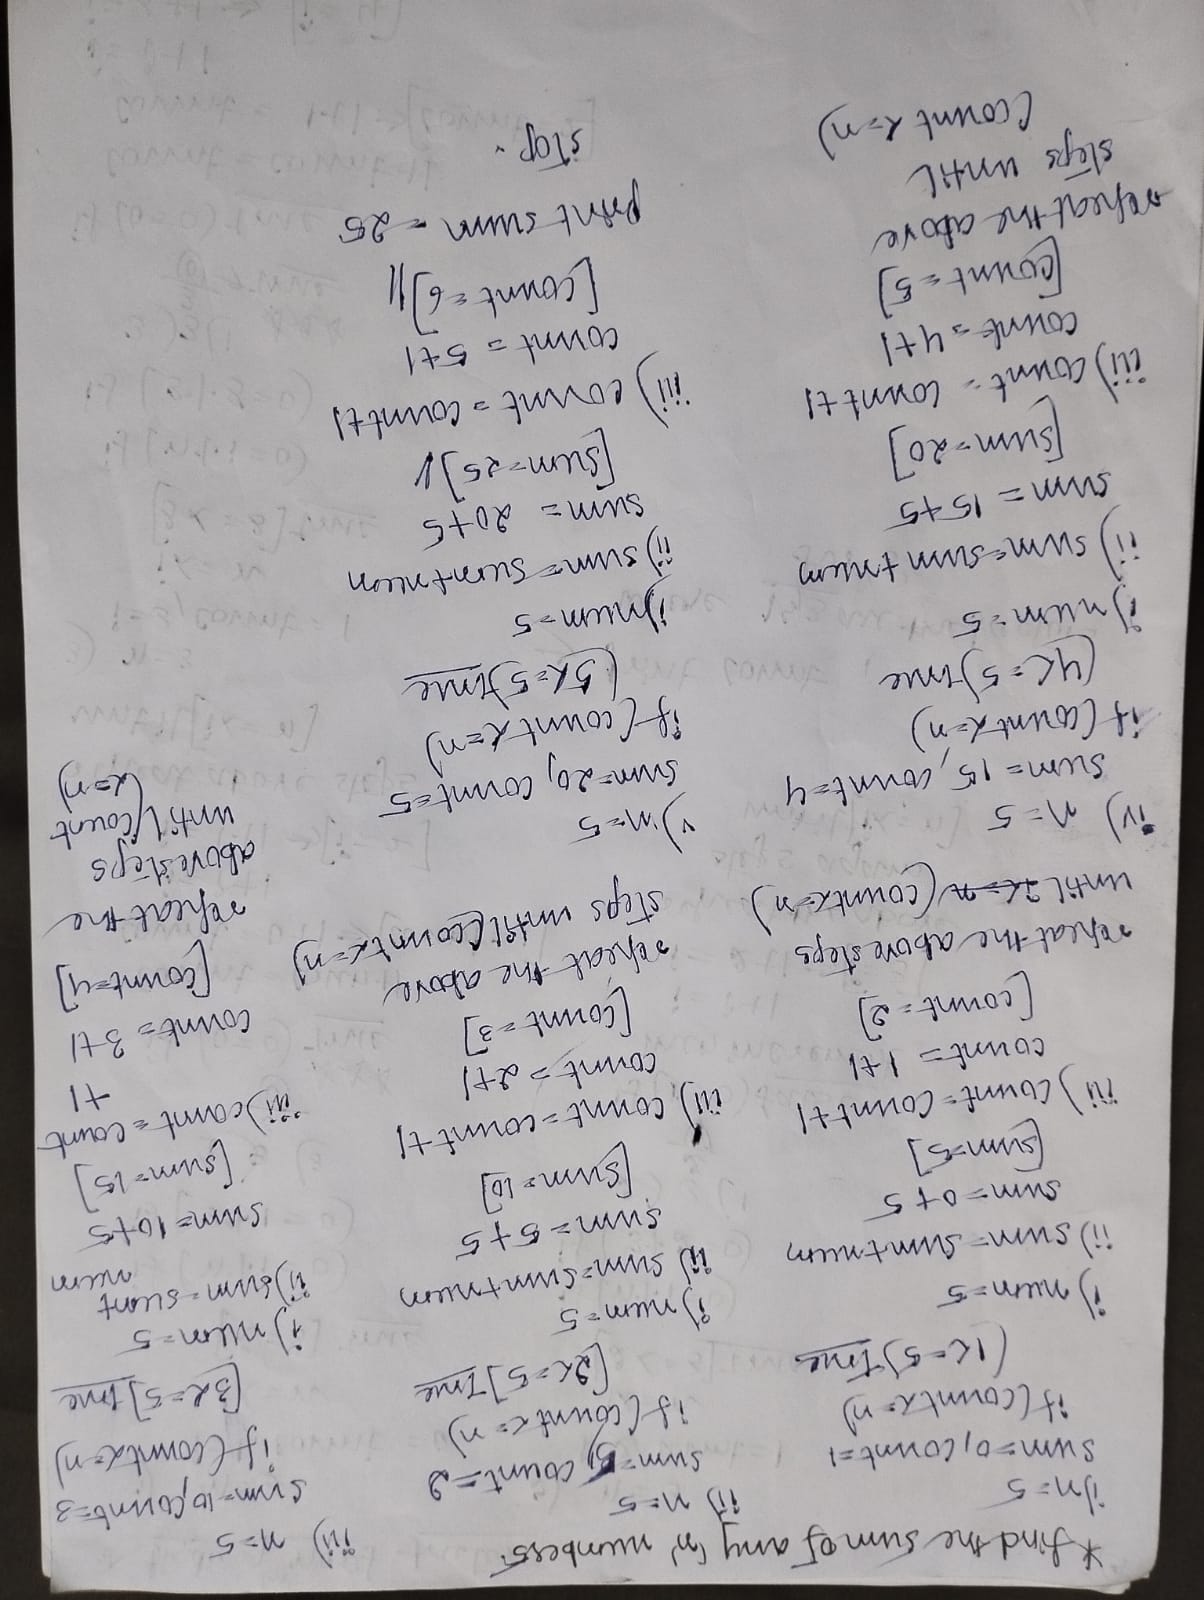 * find the sum of any 'n' numbers.
i) n=5
sum=0, count=1
if (count<=n)
(1<=5) True
i) num=5
ii) sum=sum+num
sum=0+5
[sum=5]
iii) count=count+1
count=1+1
[count=2]
repeat the above steps
until i<=n (count<=n)
ii) n=5
sum=5, count=2
if (count<=n)
[2<=5] True
i) num=5
ii) sum=sum+num
sum=5+5
[sum=10]
iii) count=count+1
count=2+1
[count=3]
repeat the above
steps until (count<=n)
iii) n=5
sum=10, count=3
if (count<=n)
[3<=5] True
i) num=5
ii) sum=sum+
num
sum=10+5
[sum=15]
iii) count=count
+1
count=3+1
[count=4]
repeat the
above steps
until (count
<=n)
iv) n=5
sum=15, count=4
if (count<=n)
(4<=5) true
i) num=5
ii) sum=sum+num
sum=15+5
[sum=20]
iii) count=count+1
count=4+1
[count=5]
repeat the above
steps until
(count<=n)
v) n=5
sum=20, count=5
if (count<=n)
(5<=5) true
i) num=5
ii) sum=sum+num
sum=20+5
[sum=25]//
iii) count=count+1
count=5+1
[count=6]//
print sum = 25
stop.